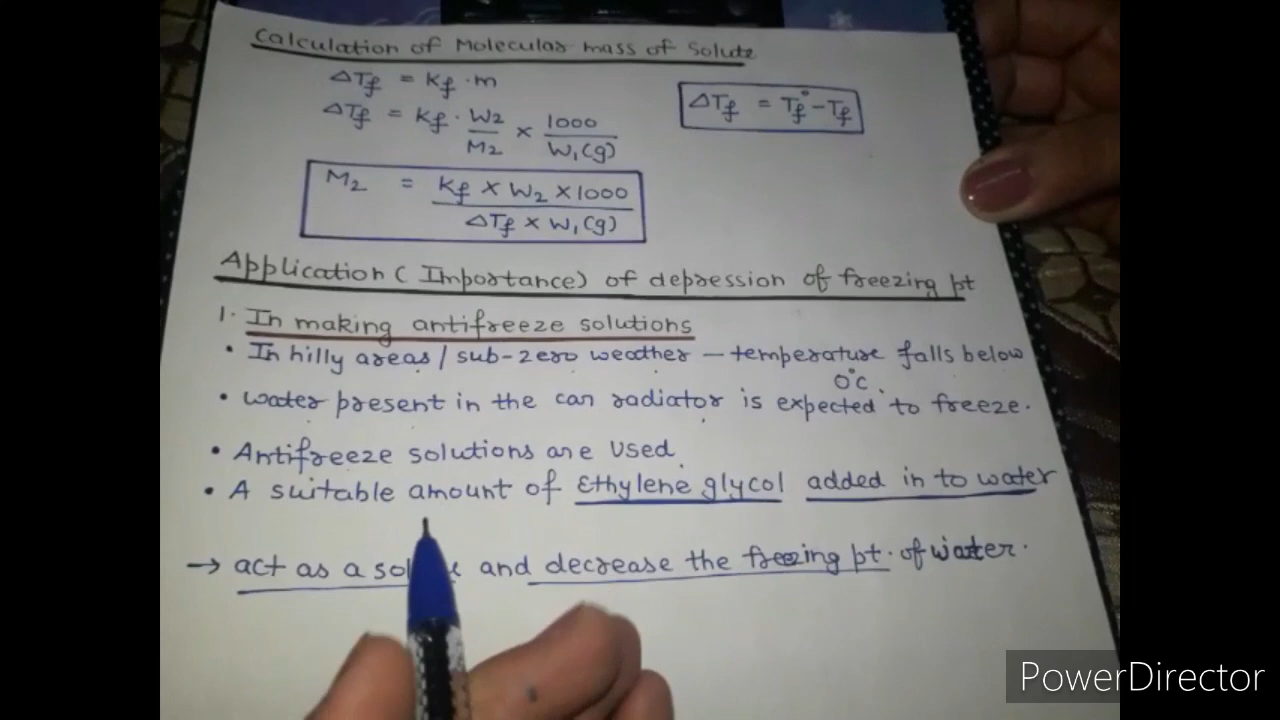 Calculation of Molecular mass of Solute
ΔTf = Kf · m
ΔTf = Tf° - Tf
ΔTf = Kf · W2/M2 × 1000/W1(g)
M2 = Kf × W2 × 1000 / ΔTf × W1(g)
Application (Importance) of depression of freezing pt
1. In making antifreeze solutions
• In hilly areas / sub-zero weather – temperature falls below
0°C.
• water present in the car radiator is expected to freeze.
• Antifreeze solutions are used.
• A suitable amount of Ethylene glycol added in to water
→ act as a and decrease the freezing pt. of water.
PowerDirector